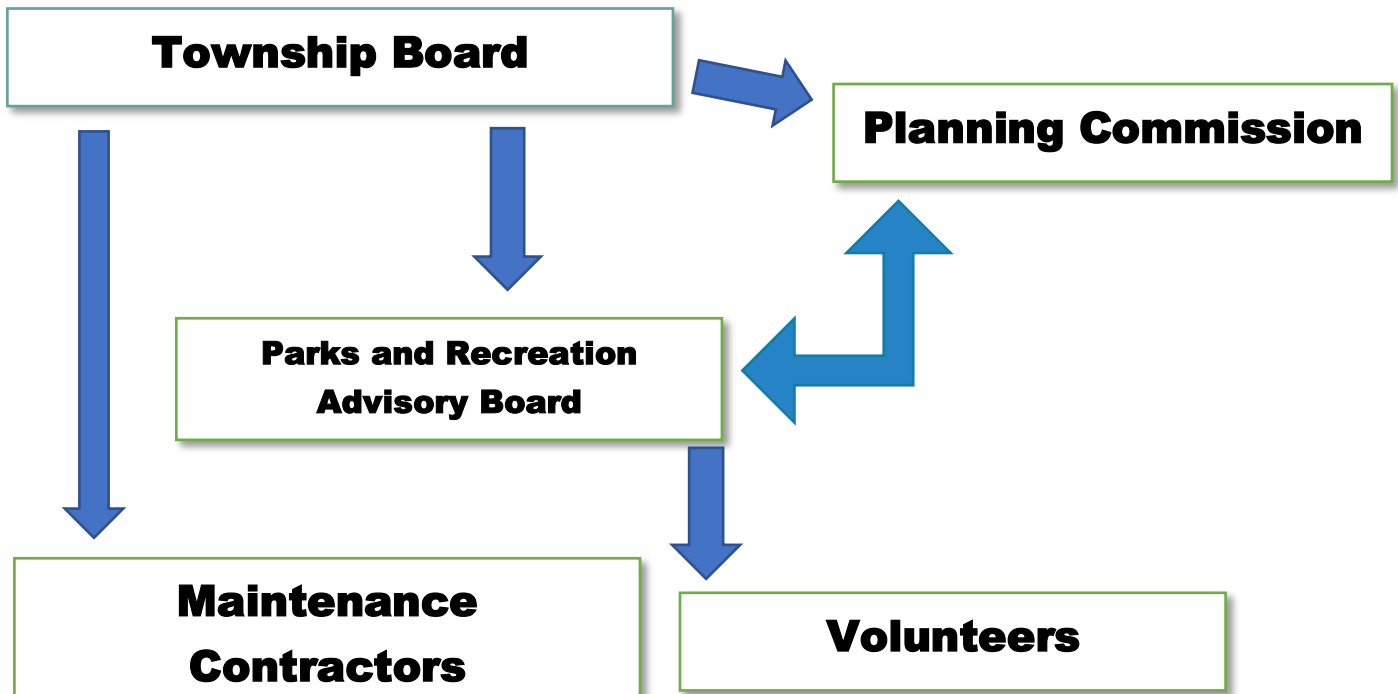 Township Board
Planning Commission
Parks and Recreation
Advisory Board
Maintenance
Contractors
Volunteers